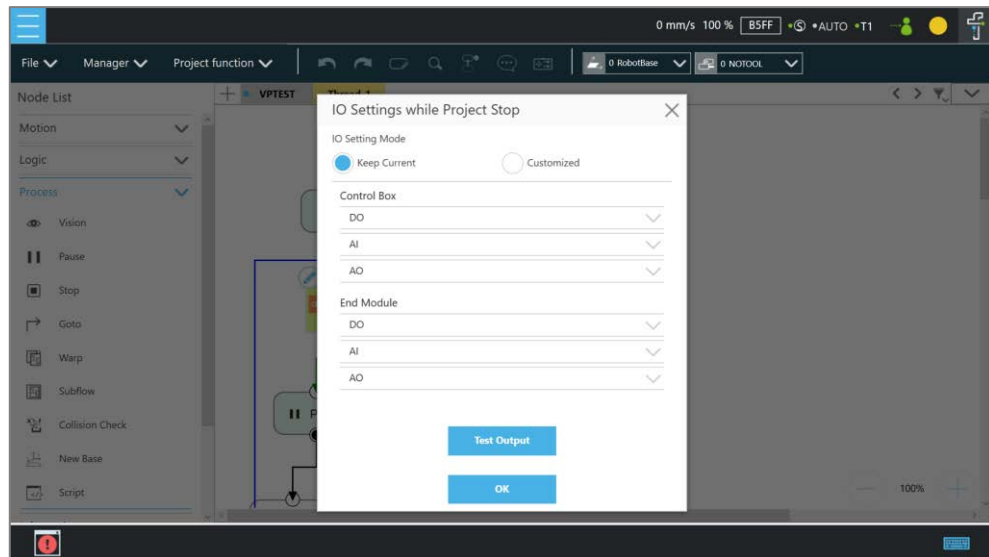 0 mm/s 100 % B5FF •Ⓢ •AUTO •T1
File Manager Project function 0 RobotBase 0 NOTOOL
Node List
VPTEST Thread_1
Motion
Logic
Process
Vision
Pause
Stop
Goto
Warp
Subflow
Collision Check
New Base
Script
IO Settings while Project Stop
IO Setting Mode
Keep Current Customized
Control Box
DO
AI
AO
End Module
DO
AI
AO
Test Output
OK
P
100%